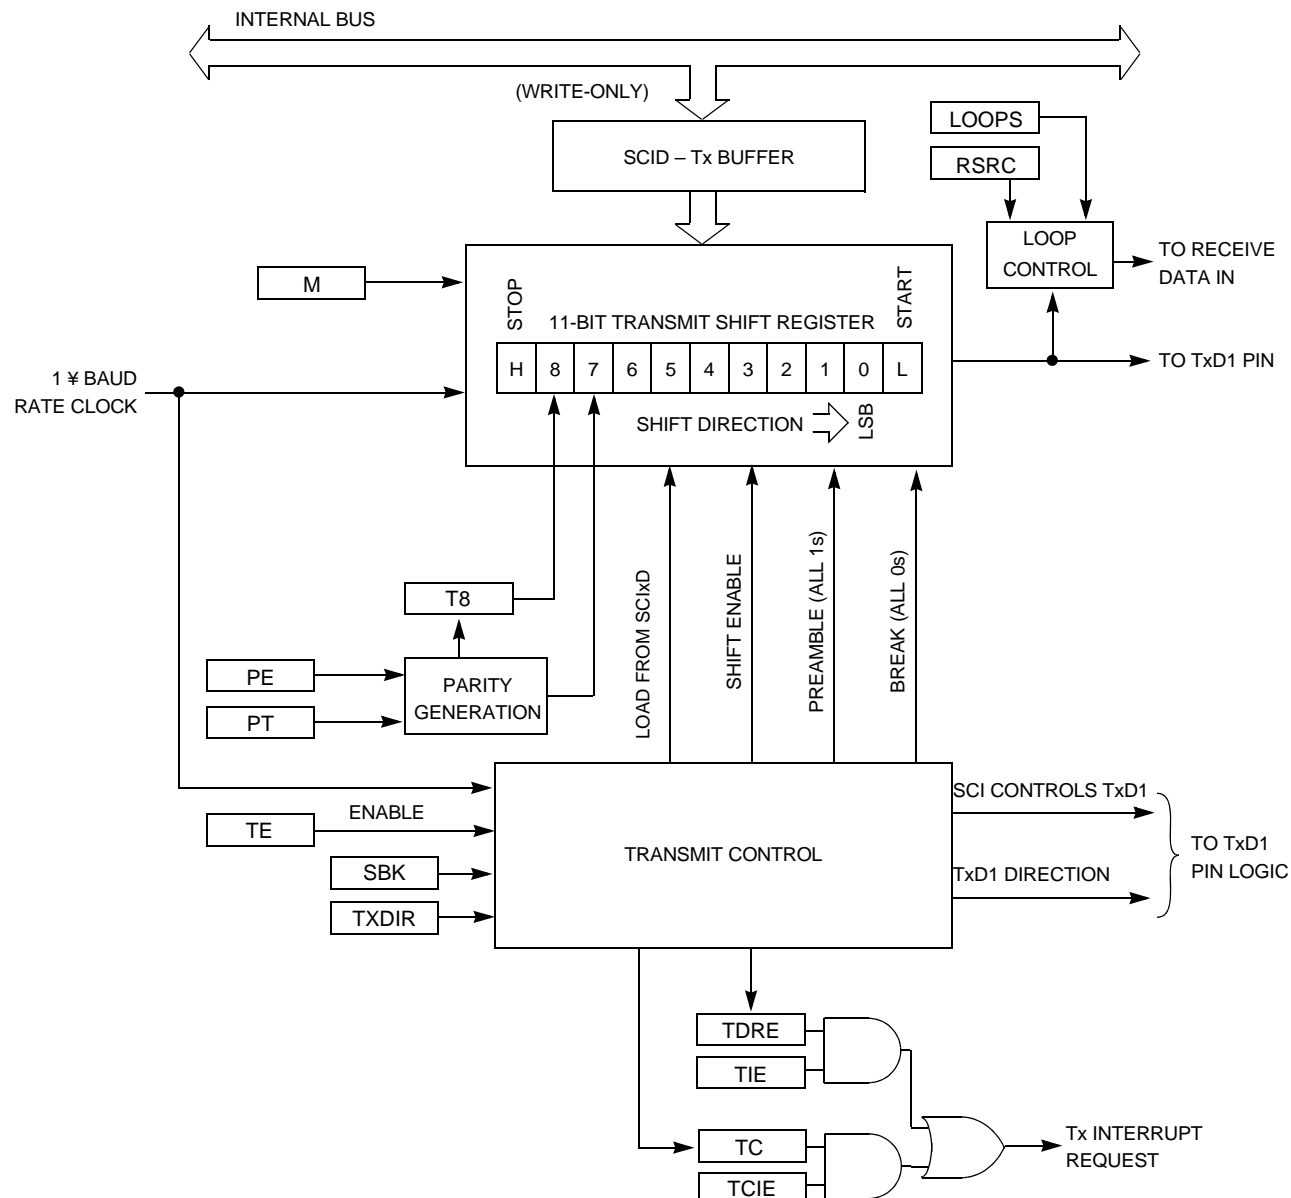 INTERNAL BUS
(WRITE-ONLY)
SCID – Tx BUFFER
LOOPS
RSRC
LOOP
CONTROL
TO RECEIVE
DATA IN
M
STOP
11-BIT TRANSMIT SHIFT REGISTER
START
H 8 7 6 5 4 3 2 1 0 L
TO TxD1 PIN
1 ¥ BAUD
RATE CLOCK
SHIFT DIRECTION
LSB
T8
PE
PT
PARITY
GENERATION
LOAD FROM SCIxD
SHIFT ENABLE
PREAMBLE (ALL 1s)
BREAK (ALL 0s)
TE
ENABLE
SBK
TXDIR
TRANSMIT CONTROL
SCI CONTROLS TxD1
TxD1 DIRECTION
TO TxD1
PIN LOGIC
TDRE
TIE
TC
TCIE
Tx INTERRUPT
REQUEST